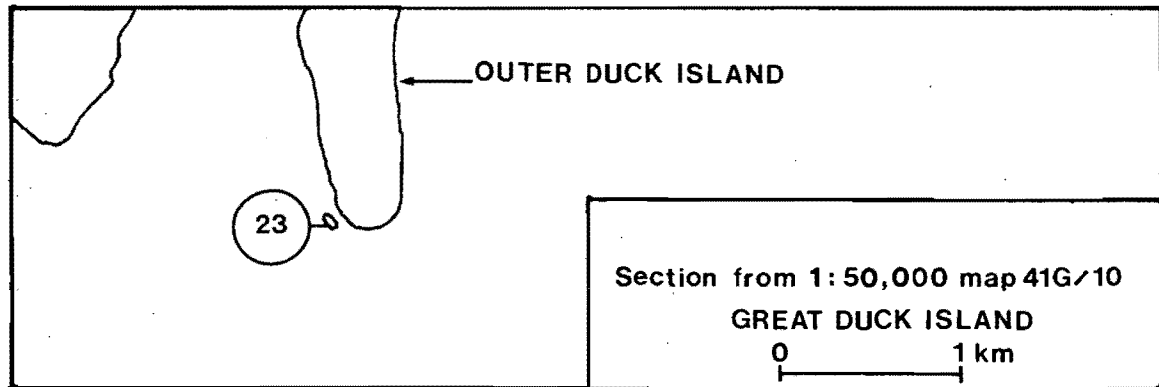 OUTER DUCK ISLAND
23
Section from 1:50,000 map 41G/10
GREAT DUCK ISLAND
0 1 km